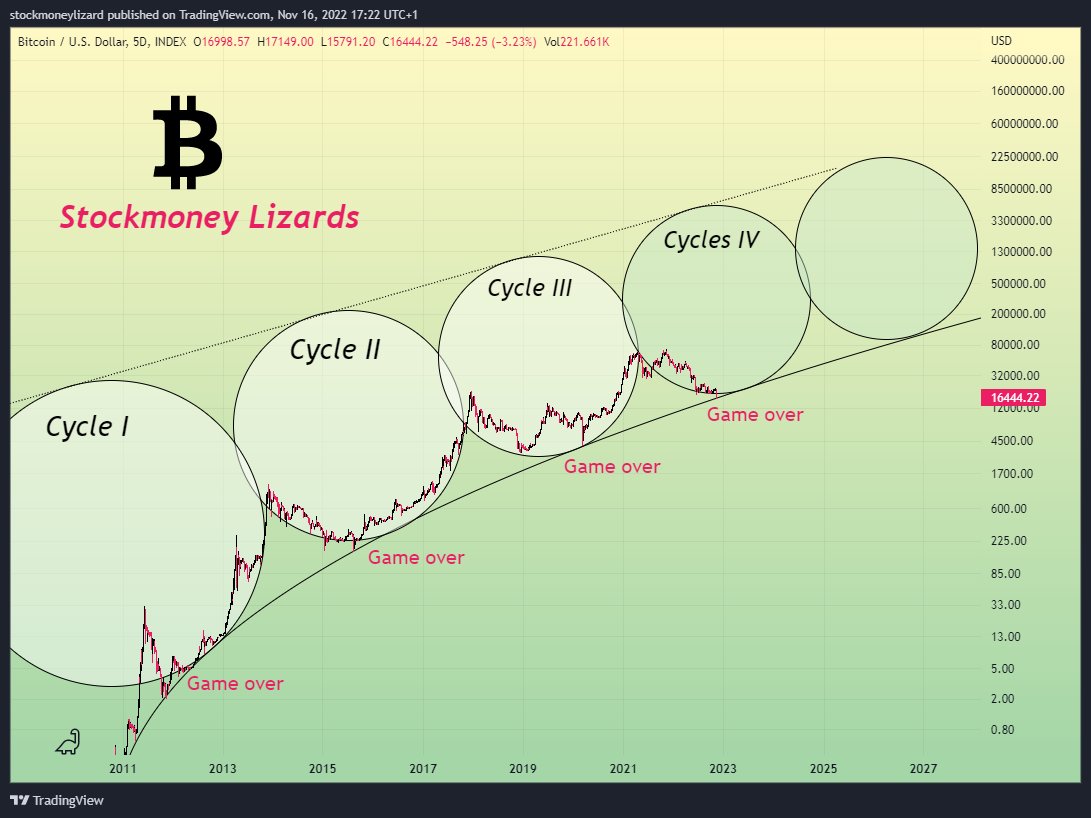 stockmoneylizard published on TradingView.com, Nov 16, 2022 17:22 UTC+1
Bitcoin / U.S. Dollar, 5D, INDEX O16998.57 H17149.00 L15791.20 C16444.22 −548.25 (−3.23%) Vol221.661K
USD
400000000.00
160000000.00
60000000.00
22500000.00
8500000.00
3300000.00
1300000.00
500000.00
200000.00
80000.00
32000.00
16444.22
12000.00
4500.00
1700.00
600.00
225.00
85.00
33.00
13.00
5.00
2.00
0.80
Stockmoney Lizards
Cycle I
Cycle II
Cycle III
Cycles IV
Game over
Game over
Game over
Game over
2011 2013 2015 2017 2019 2021 2023 2025 2027
TradingView